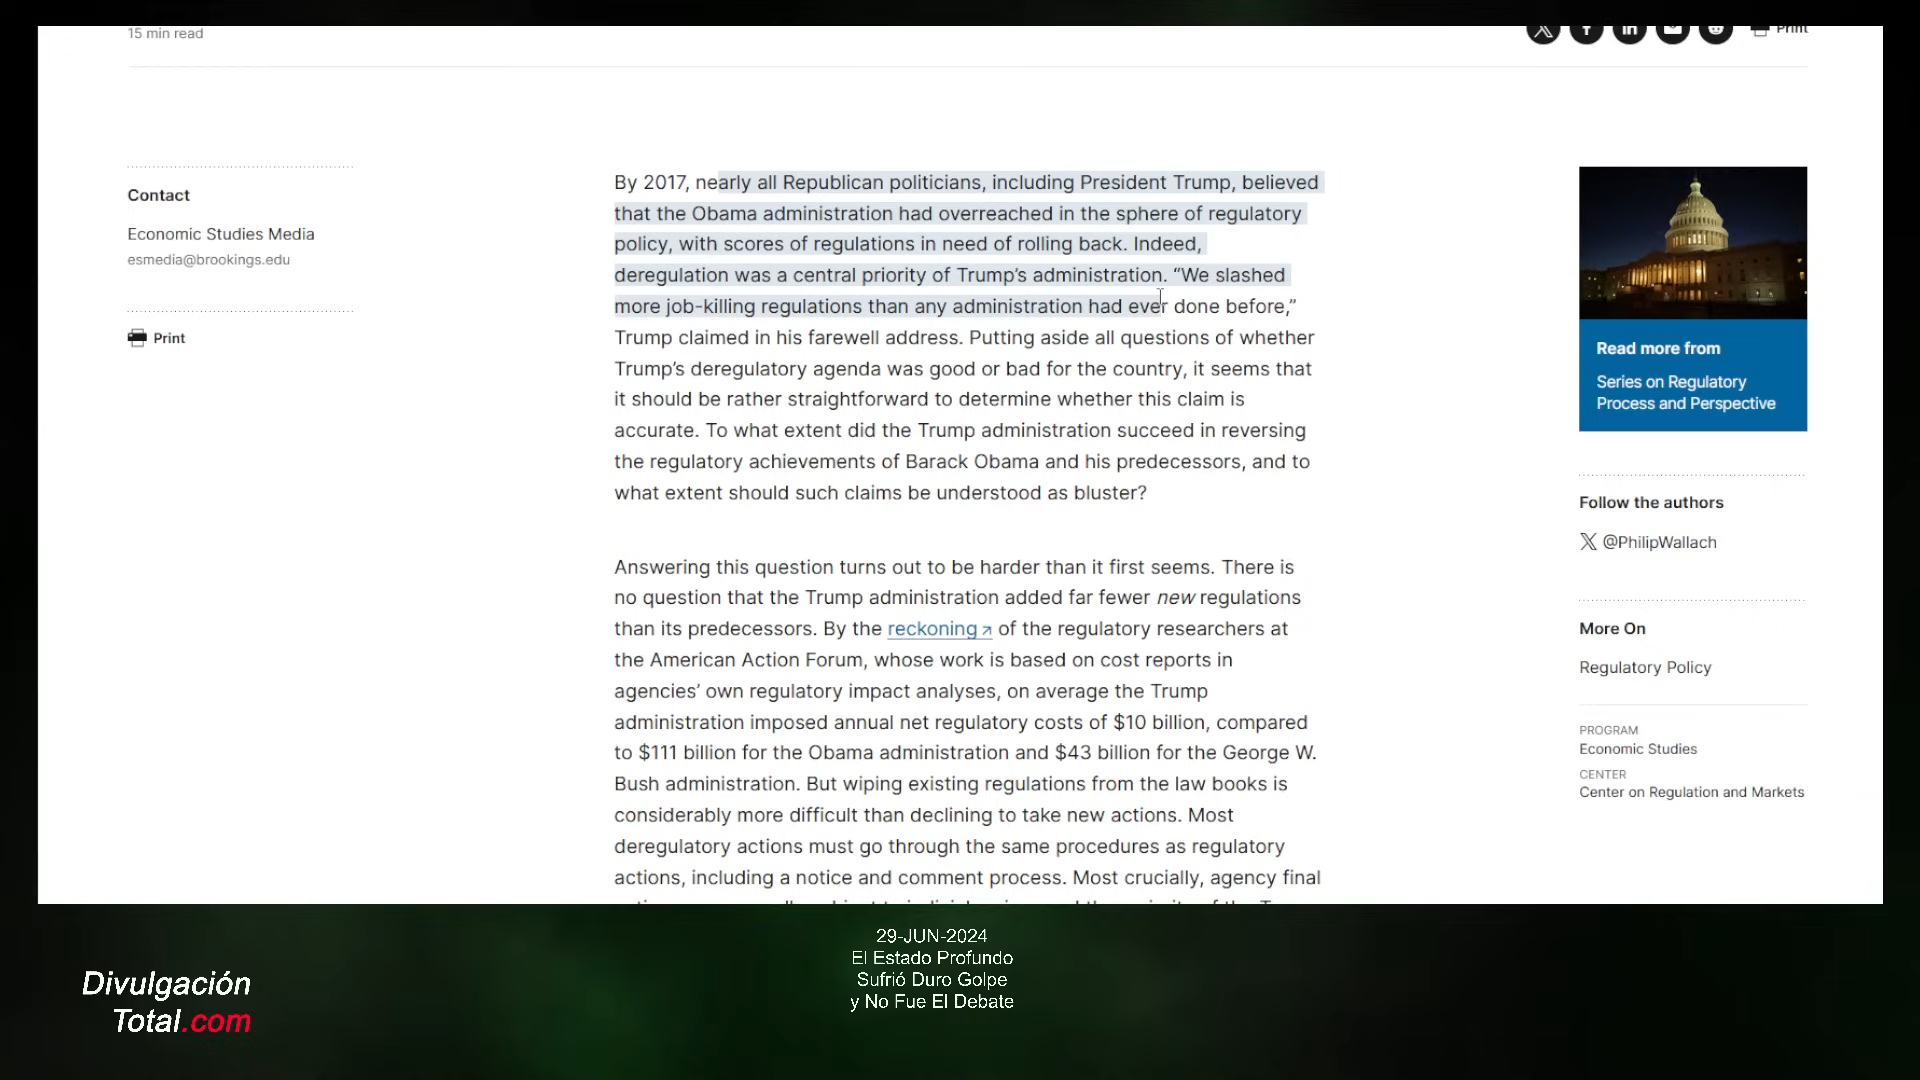 15 min read
Print
Contact
Economic Studies Media
esmedia@brookings.edu
Print
By 2017, nearly all Republican politicians, including President Trump, believed
that the Obama administration had overreached in the sphere of regulatory
policy, with scores of regulations in need of rolling back. Indeed,
deregulation was a central priority of Trump’s administration. “We slashed
more job-killing regulations than any administration had ever done before,”
Trump claimed in his farewell address. Putting aside all questions of whether
Trump’s deregulatory agenda was good or bad for the country, it seems that
it should be rather straightforward to determine whether this claim is
accurate. To what extent did the Trump administration succeed in reversing
the regulatory achievements of Barack Obama and his predecessors, and to
what extent should such claims be understood as bluster?
Answering this question turns out to be harder than it first seems. There is
no question that the Trump administration added far fewer new regulations
than its predecessors. By the reckoning of the regulatory researchers at
the American Action Forum, whose work is based on cost reports in
agencies’ own regulatory impact analyses, on average the Trump
administration imposed annual net regulatory costs of $10 billion, compared
to $111 billion for the Obama administration and $43 billion for the George W.
Bush administration. But wiping existing regulations from the law books is
considerably more difficult than declining to take new actions. Most
deregulatory actions must go through the same procedures as regulatory
actions, including a notice and comment process. Most crucially, agency final
Read more from
Series on Regulatory
Process and Perspective
Follow the authors
@PhilipWallach
More On
Regulatory Policy
PROGRAM
Economic Studies
CENTER
Center on Regulation and Markets
29-JUN-2024
El Estado Profundo
Sufrió Duro Golpe
y No Fue El Debate
Divulgación
Total.com